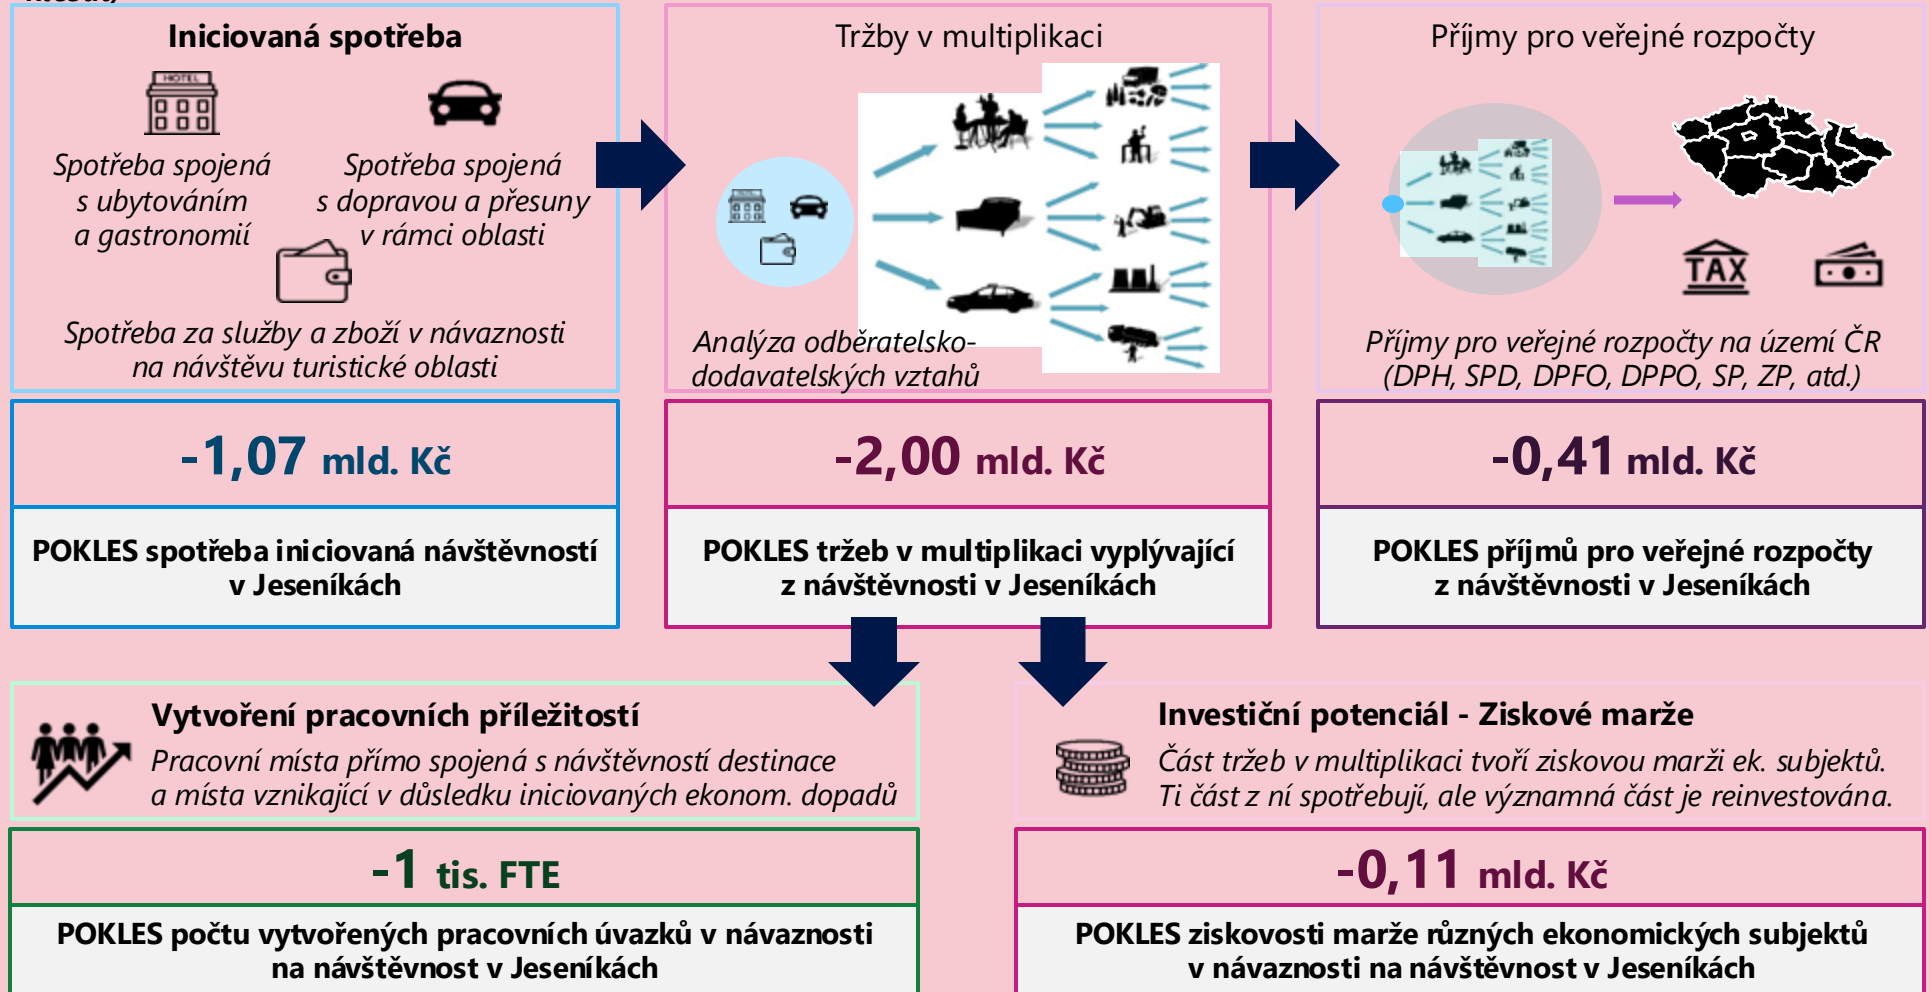 Iniciovaná spotřeba
HOTEL
Spotřeba spojená
s ubytováním
a gastronomií
Spotřeba spojená
s dopravou a přesuny
v rámci oblasti
Spotřeba za služby a zboží v návaznosti
na návštěvu turistické oblasti
Tržby v multiplikaci
Analýza odběratelsko-
dodavatelských vztahů
Příjmy pro veřejné rozpočty
TAX
Příjmy pro veřejné rozpočty na území ČR
(DPH, SPD, DPFO, DPPO, SP, ZP, atd.)
-1,07 mld. Kč
POKLES spotřeba iniciovaná návštěvností
v Jeseníkách
-2,00 mld. Kč
POKLES tržeb v multiplikaci vyplývající
z návštěvnosti v Jeseníkách
-0,41 mld. Kč
POKLES příjmů pro veřejné rozpočty
z návštěvnosti v Jeseníkách
Vytvoření pracovních příležitostí
Pracovní místa přímo spojená s návštěvností destinace
a místa vznikající v důsledku iniciovaných ekonom. dopadů
-1 tis. FTE
POKLES počtu vytvořených pracovních úvazků v návaznosti
na návštěvnost v Jeseníkách
Investiční potenciál - Ziskové marže
Část tržeb v multiplikaci tvoří ziskovou marži ek. subjektů.
Ti část z ní spotřebují, ale významná část je reinvestována.
-0,11 mld. Kč
POKLES ziskovosti marže různých ekonomických subjektů
v návaznosti na návštěvnost v Jeseníkách